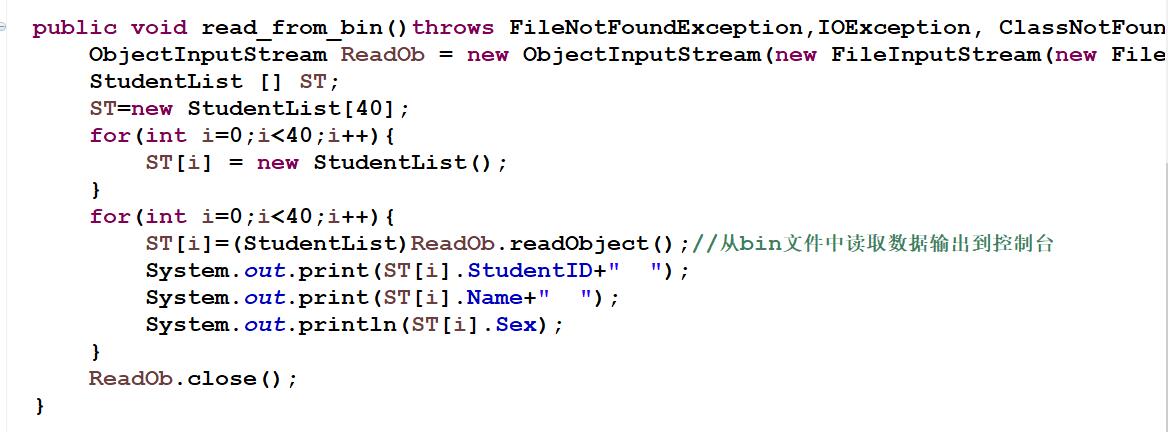 public void read_from_bin()throws FileNotFoundException,IOException, ClassNotFoun
ObjectInputStream ReadOb = new ObjectInputStream(new FileInputStream(new File
StudentList [] ST;
ST=new StudentList[40];
for(int i=0;i<40;i++){
ST[i] = new StudentList();
}
for(int i=0;i<40;i++){
ST[i]=(StudentList)ReadOb.readObject();//从bin文件中读取数据输出到控制台
System.out.print(ST[i].StudentID+"  ");
System.out.print(ST[i].Name+"  ");
System.out.println(ST[i].Sex);
}
ReadOb.close();
}